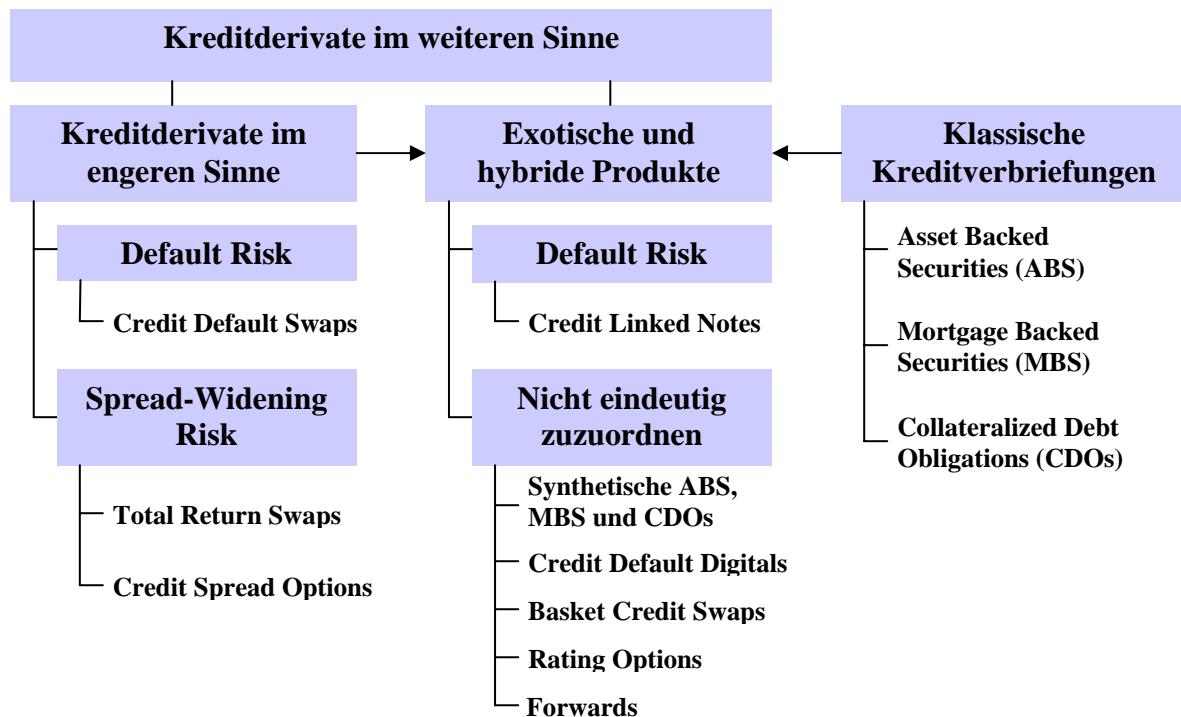 Kreditderivate im weiteren Sinne
Kreditderivate im
engeren Sinne
Exotische und
hybride Produkte
Klassische
Kreditverbriefungen
Default Risk
Credit Default Swaps
Spread-Widening
Risk
Total Return Swaps
Credit Spread Options
Default Risk
Credit Linked Notes
Nicht eindeutig
zuzuordnen
Synthetische ABS,
MBS und CDOs
Credit Default Digitals
Basket Credit Swaps
Rating Options
Forwards
Asset Backed
Securities (ABS)
Mortgage Backed
Securities (MBS)
Collateralized Debt
Obligations (CDOs)